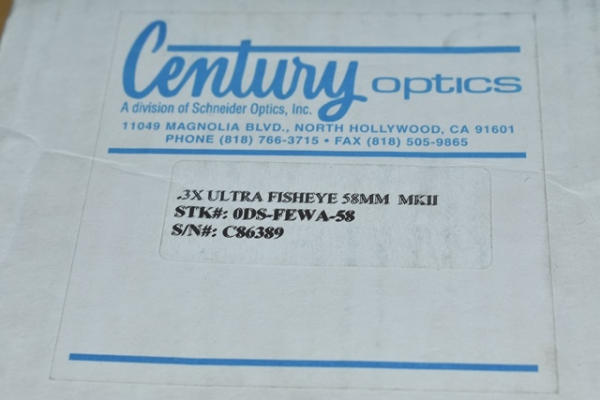 Century optics
A division of Schneider Optics, Inc.
11049 MAGNOLIA BLVD., NORTH HOLLYWOOD, CA 91601
PHONE (818) 766-3715 • FAX (818) 505-9865
.3X ULTRA FISHEYE 58MM MKII
STK#: 0DS-FEWA-58
S/N#: C86389